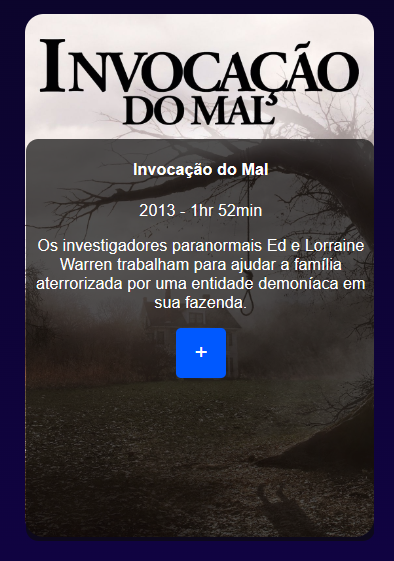 INVOCAÇÃO
DO MAL
Invocação do Mal
2013 - 1hr 52min
Os investigadores paranormais Ed e Lorraine
Warren trabalham para ajudar a família
aterrorizada por uma entidade demoníaca em
sua fazenda.
+